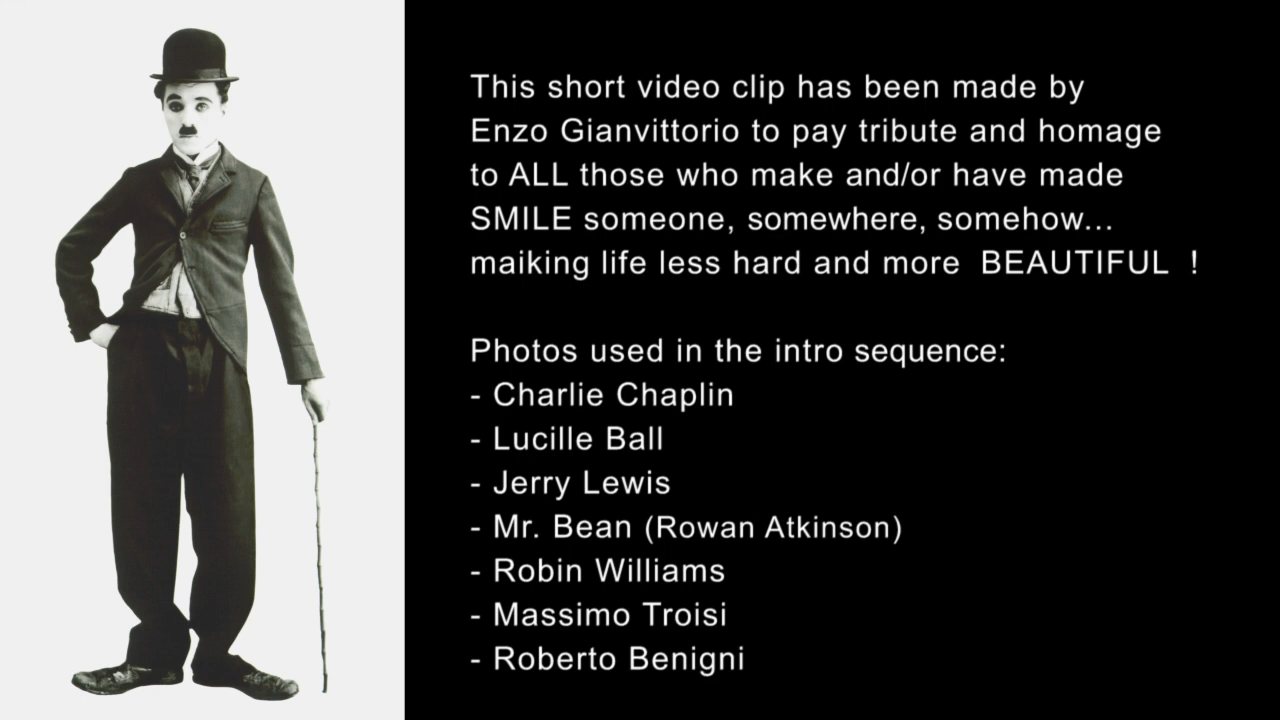 This short video clip has been made by
Enzo Gianvittorio to pay tribute and homage
to ALL those who make and/or have made
SMILE someone, somewhere, somehow...
maiking life less hard and more  BEAUTIFUL  !
Photos used in the intro sequence:
- Charlie Chaplin
- Lucille Ball
- Jerry Lewis
- Mr. Bean (Rowan Atkinson)
- Robin Williams
- Massimo Troisi
- Roberto Benigni